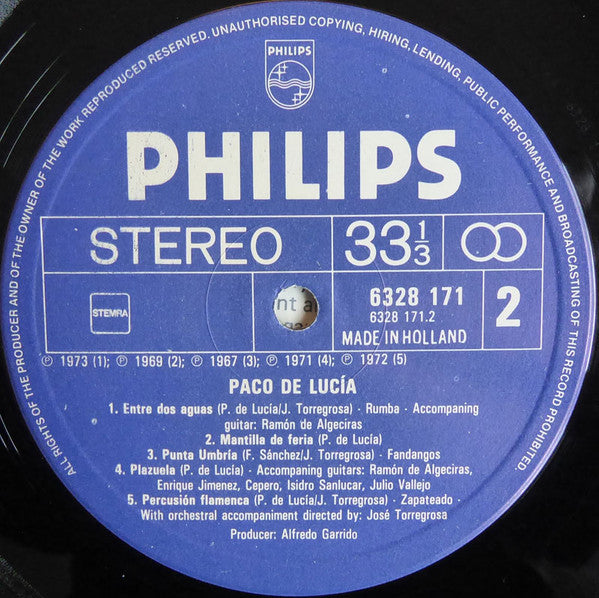 ALL RIGHTS OF THE PRODUCER AND OF THE OWNER OF THE WORK REPRODUCED RESERVED. UNAUTHORISED COPYING, HIRING, LENDING, PUBLIC PERFORMANCE AND BROADCASTING OF THIS RECORD PROHIBITED.
PHILIPS
PHILIPS
STEREO 33 1/3
STEMRA
nt a
6328 171
6328 171.2
2
MADE IN HOLLAND
Ⓟ 1973 (1); Ⓟ 1969 (2); Ⓟ 1967 (3); Ⓟ 1971 (4); Ⓟ 1972 (5)
PACO DE LUCÍA
1. Entre dos aguas (P. de Lucía/J. Torregrosa) - Rumba - Accompaning
guitar: Ramón de Algeciras
2. Mantilla de feria (P. de Lucía)
3. Punta Umbría (F. Sánchez/J. Torregrosa) - Fandangos
4. Plazuela (P. de Lucía) - Accompaning guitars: Ramón de Algeciras,
Enrique Jimenez, Cepero, Isidro Sanlucar, Julio Vallejo
5. Percusión flamenca (P. de Lucía/J. Torregrosa) - Zapateado -
With orchestral accompaniment directed by: José Torregrosa
Producer: Alfredo Garrido